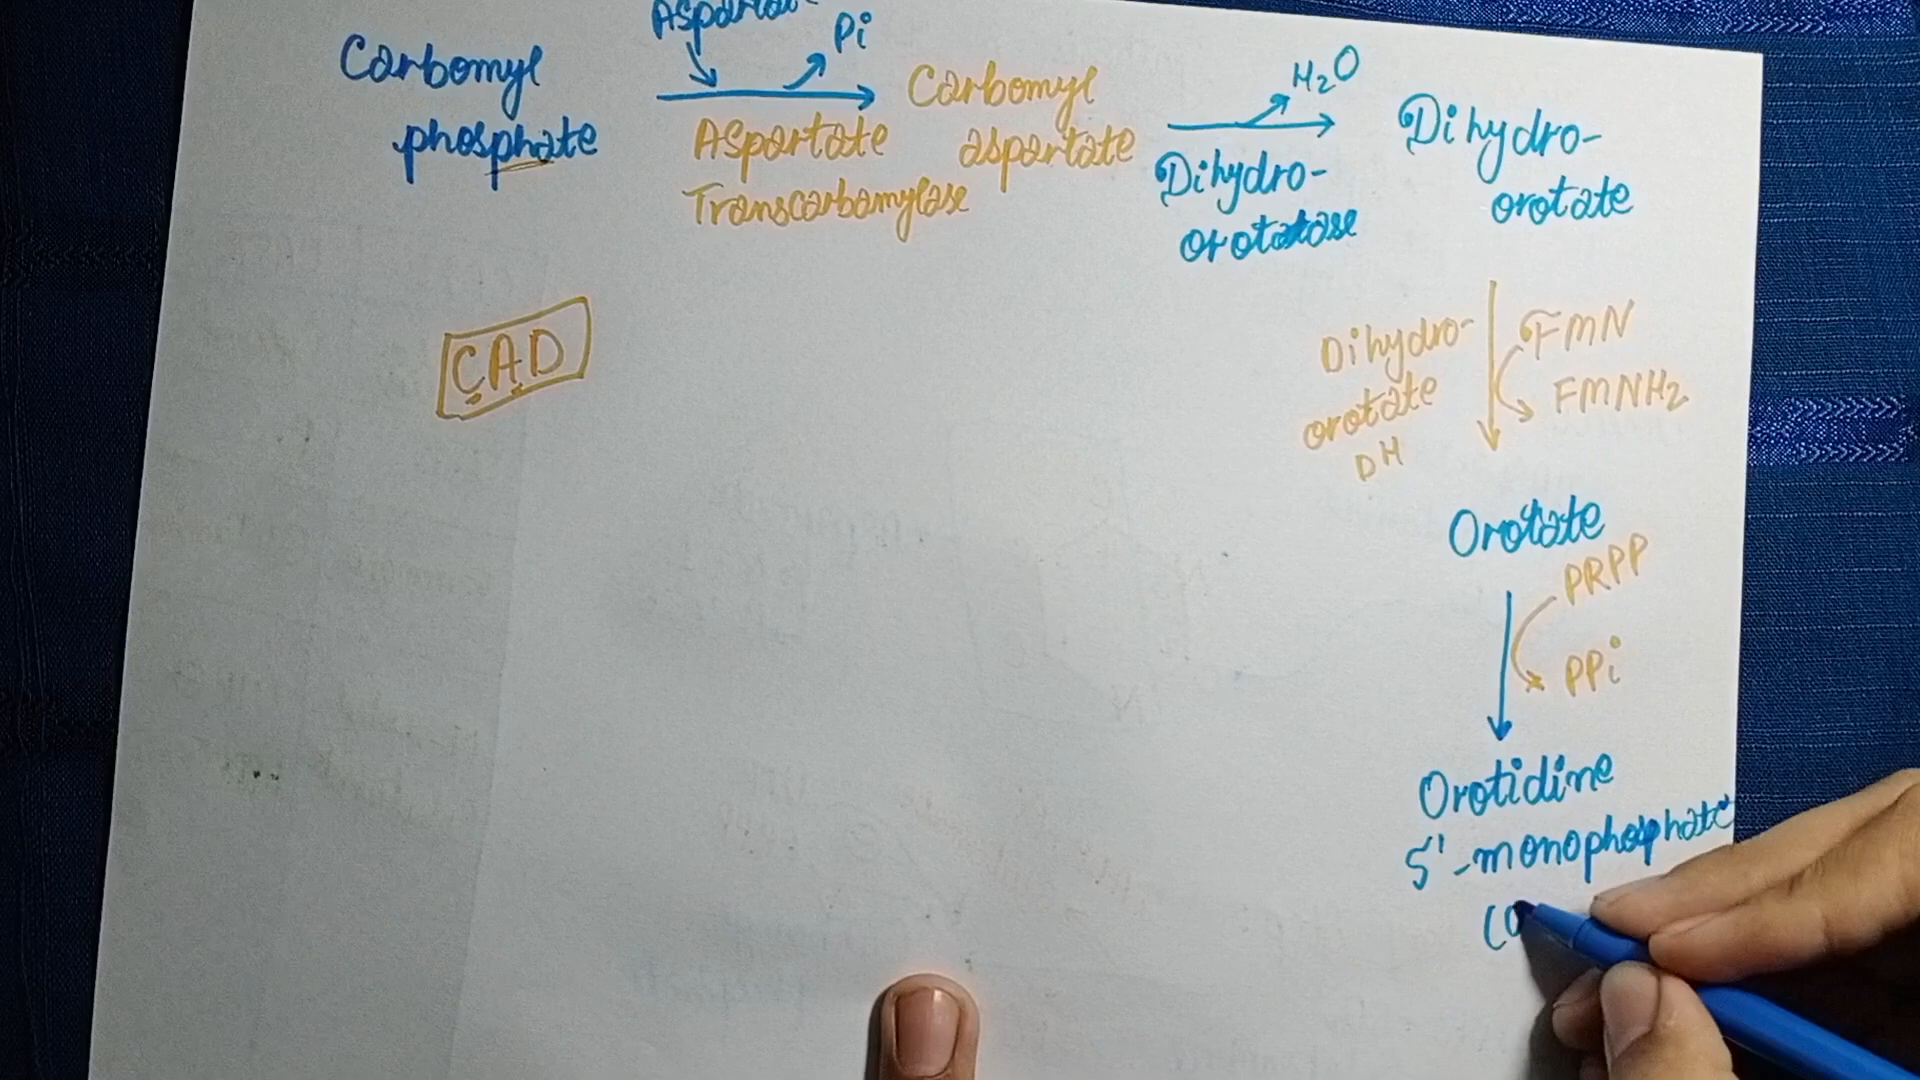 Pi
Carbomyl
phosphate
Aspartate
Transcarbamylase
Carbomyl
aspartate
H2O
Dihydro-
orotatase
Dihydro-
orotate
CAD
Dihydro-
orotate
DH
FMN
FMNH2
Orotate
PRPP
PPi
Orotidine
5'-monophosphate
(O